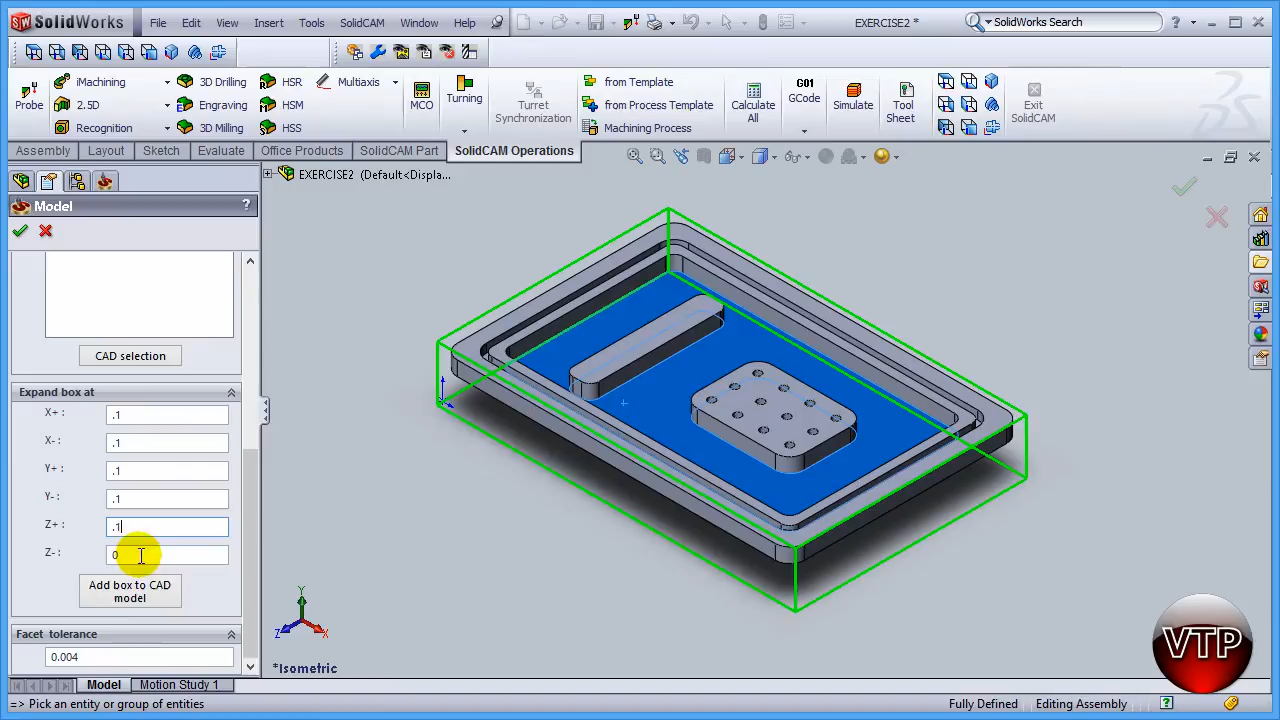 SolidWorks File Edit View Insert Tools SolidCAM Window Help EXERCISE2 * SolidWorks Search
Probe
iMachining
2.5D
Recognition
3D Drilling
Engraving
3D Milling
HSR
HSM
HSS
Multiaxis
MCO
Turning
Turret Synchronization
from Template
from Process Template
Machining Process
Calculate All
G01
GCode
Simulate
Tool Sheet
Exit SolidCAM
Assembly Layout Sketch Evaluate Office Products SolidCAM Part SolidCAM Operations
EXERCISE2 (Default<Displa...
Model ?
CAD selection
Expand box at
X+: .1
X-: .1
Y+: .1
Y-: .1
Z+: .1
Z-: 0
Add box to CAD
model
Facet tolerance
0.004
Y
Z X
*Isometric
VTP
Model Motion Study 1
=> Pick an entity or group of entities Fully Defined Editing Assembly ?